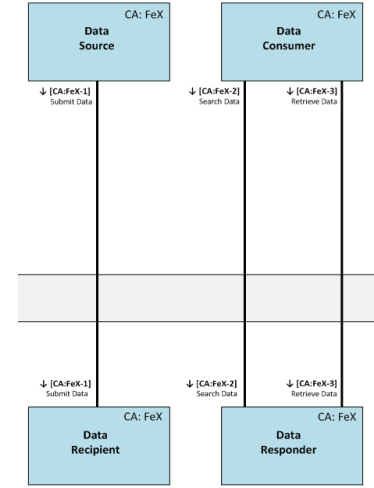 CA: FeX
Data
Source
CA: FeX
Data
Consumer
↓ [CA:FeX-1]
Submit Data
↓ [CA:FeX-2]
Search Data
↓ [CA:FeX-3]
Retrieve Data
↓ [CA:FeX-1]
Submit Data
↓ [CA:FeX-2]
Search Data
↓ [CA:FeX-3]
Retrieve Data
CA: FeX
Data
Recipient
CA: FeX
Data
Responder